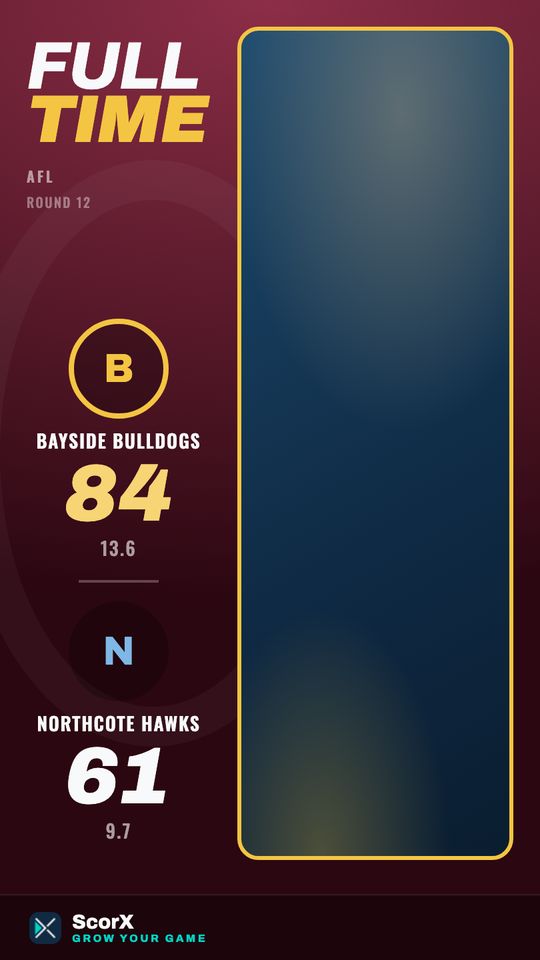 FULL
TIME
AFL
ROUND 12
B
BAYSIDE BULLDOGS
84
13.6
N
NORTHCOTE HAWKS
61
9.7
ScorX
GROW YOUR GAME